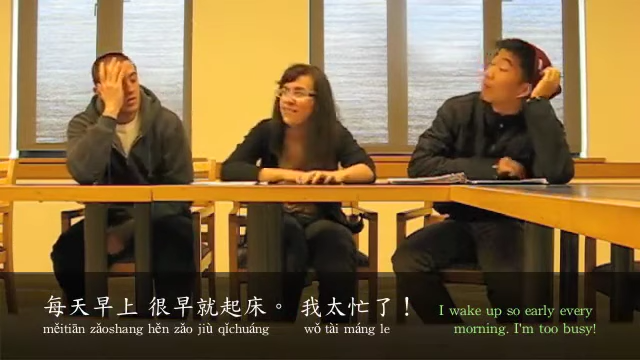 每天早上 很早就起床。 我太忙了!
měitiān zǎoshang hěn zǎo jiù qǐchuáng wǒ tài máng le
I wake up so early every
morning. I'm too busy!